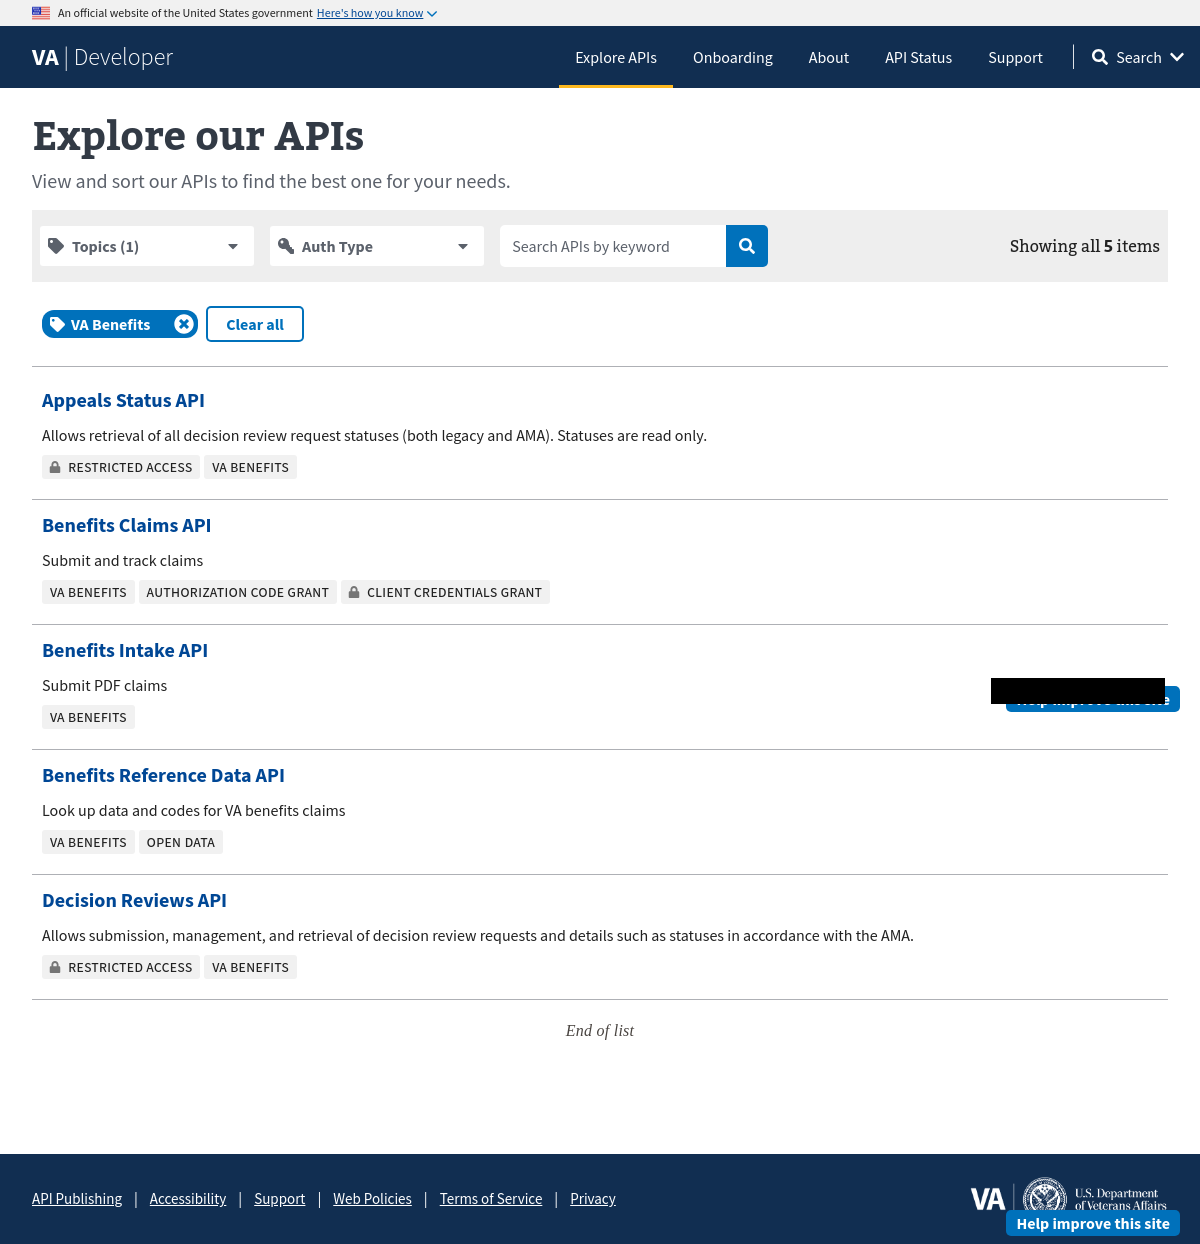 An official website of the United States government Here's how you know
VA | Developer
Explore APIs
Onboarding
About
API Status
Support
Search
Explore our APIs
View and sort our APIs to find the best one for your needs.
Topics (1)
Auth Type
Search APIs by keyword
Showing all 5 items
VA Benefits
Clear all
Appeals Status API
Allows retrieval of all decision review request statuses (both legacy and AMA). Statuses are read only.
RESTRICTED ACCESS VA BENEFITS
Benefits Claims API
Submit and track claims
VA BENEFITS AUTHORIZATION CODE GRANT CLIENT CREDENTIALS GRANT
Benefits Intake API
Submit PDF claims
VA BENEFITS
Benefits Reference Data API
Look up data and codes for VA benefits claims
VA BENEFITS OPEN DATA
Decision Reviews API
Allows submission, management, and retrieval of decision review requests and details such as statuses in accordance with the AMA.
RESTRICTED ACCESS VA BENEFITS
End of list
API Publishing | Accessibility | Support | Web Policies | Terms of Service | Privacy
VA
U.S. Department
of Veterans Affairs
Help improve this site